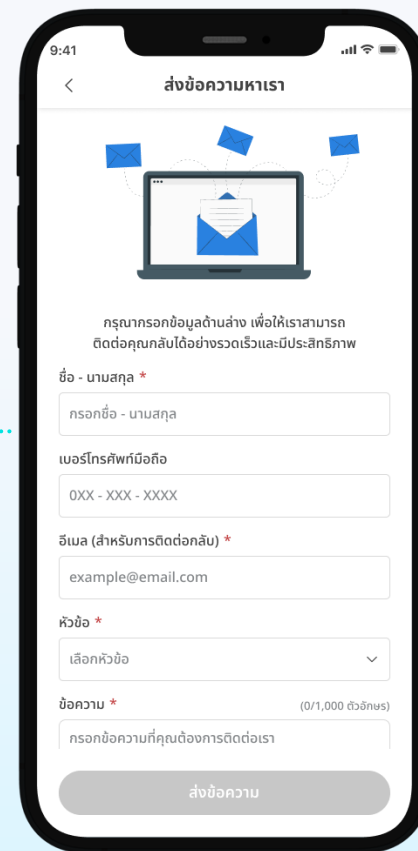 9:41
ส่งข้อความหาเรา
กรุณากรอกข้อมูลด้านล่าง เพื่อให้เราสามารถ
ติดต่อคุณกลับได้อย่างรวดเร็วและมีประสิทธิภาพ
ชื่อ - นามสกุล *
กรอกชื่อ - นามสกุล
เบอร์โทรศัพท์มือถือ
0XX - XXX - XXXX
อีเมล (สำหรับการติดต่อกลับ) *
example@email.com
หัวข้อ *
เลือกหัวข้อ
ข้อความ * (0/1,000 ตัวอักษร)
กรอกข้อความที่คุณต้องการติดต่อเรา
ส่งข้อความ